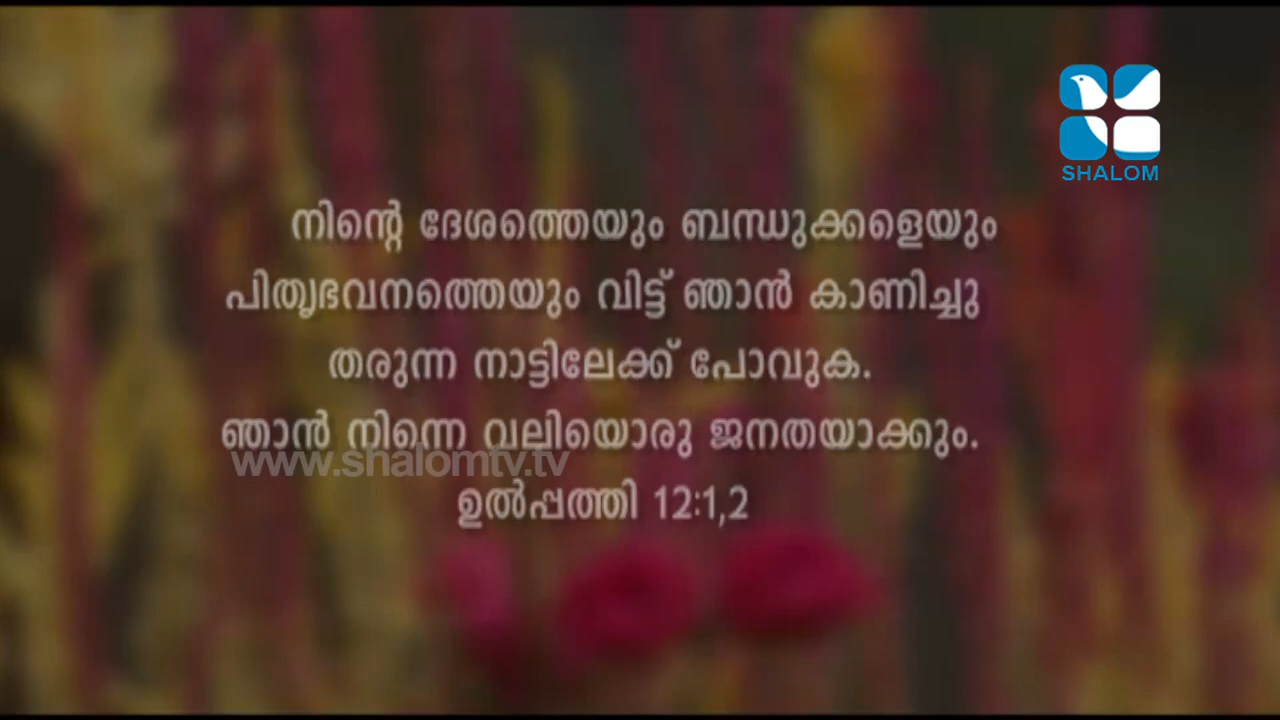 SHALOM
നിന്റെ ദേശത്തെയും ബന്ധുക്കളെയും
പിതൃഭവനത്തെയും വിട്ട് ഞാൻ കാണിച്ചു
തരുന്ന നാട്ടിലേക്ക് പോവുക.
ഞാൻ നിന്നെ വലിയൊരു ജനതയാക്കും.
www.shalomtv.tv
ഉൽപ്പത്തി 12:1,2